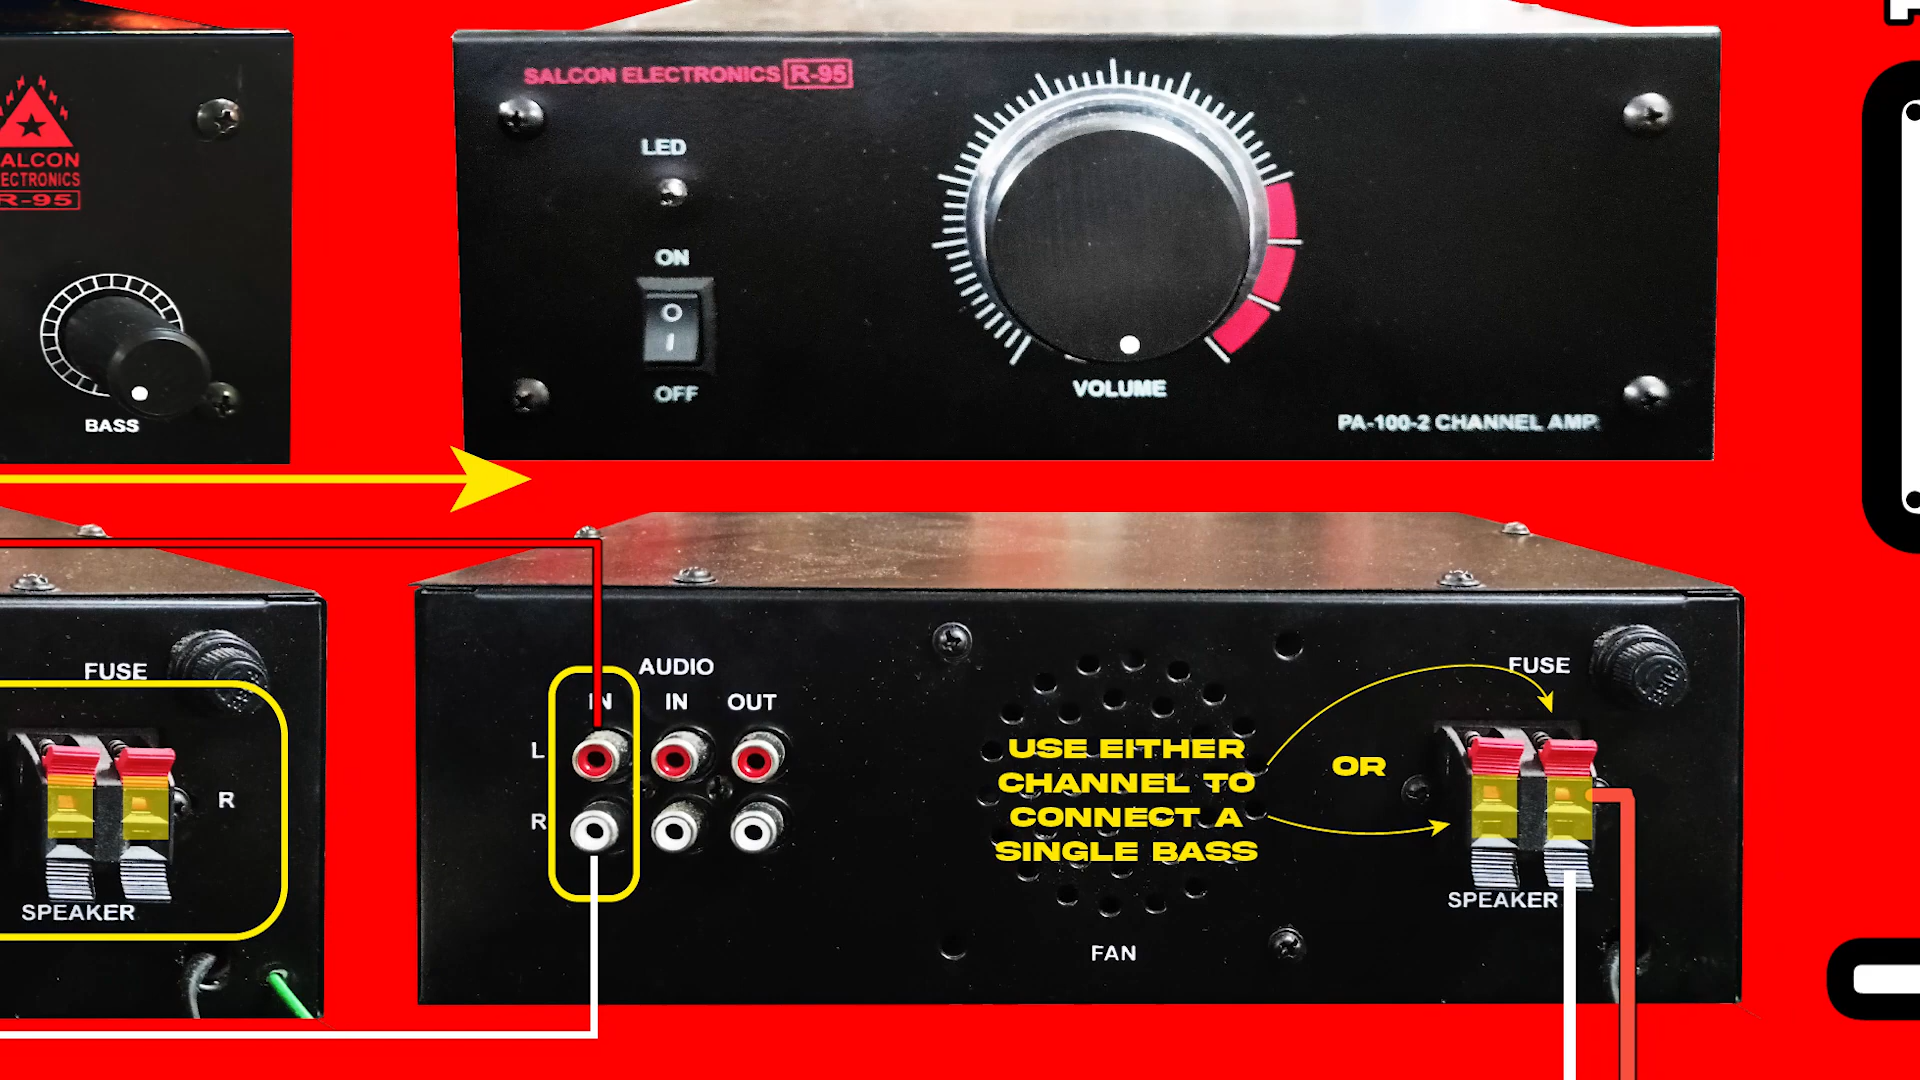 SALCON ELECTRONICS R-95
LED
ON
OFF
VOLUME
PA-100-2 CHANNEL AMP.
ALCON
ECTRONICS
R-95
BASS
FUSE
R
SPEAKER
AUDIO
IN IN OUT
L
R
USE EITHER
CHANNEL TO
CONNECT A
SINGLE BASS
OR
FAN
FUSE
SPEAKER